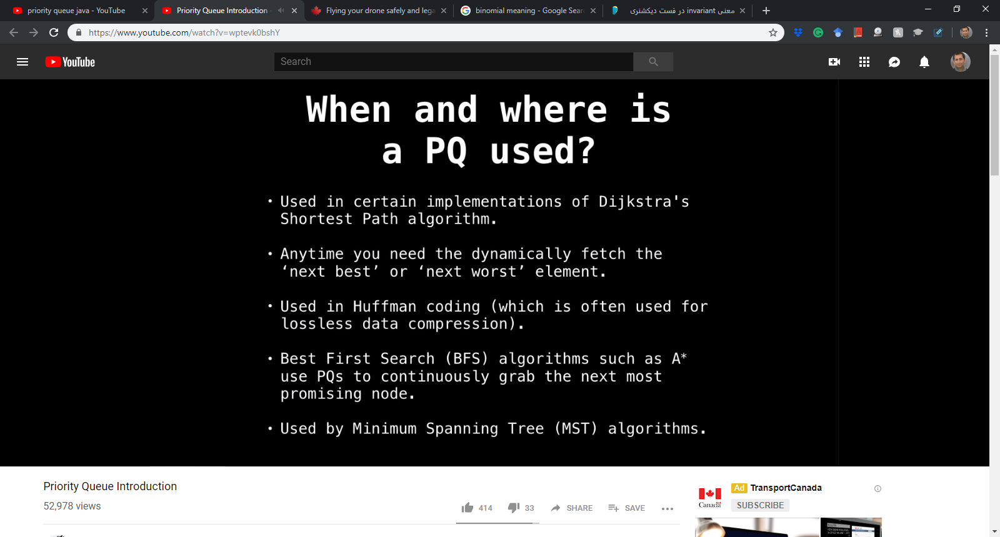 priority queue java - YouTube
Priority Queue Introduction -
Flying your drone safely and lega
binomial meaning - Google Sear
معنی invariant در فست دیکشنری
https://www.youtube.com/watch?v=wptevk0bshY
YouTube
Search
When and where is
a PQ used?
• Used in certain implementations of Dijkstra's
Shortest Path algorithm.
• Anytime you need the dynamically fetch the
‘next best’ or ‘next worst’ element.
• Used in Huffman coding (which is often used for
lossless data compression).
• Best First Search (BFS) algorithms such as A*
use PQs to continuously grab the next most
promising node.
• Used by Minimum Spanning Tree (MST) algorithms.
Priority Queue Introduction
52,978 views
414
33
SHARE
SAVE
Ad TransportCanada
SUBSCRIBE
Canada